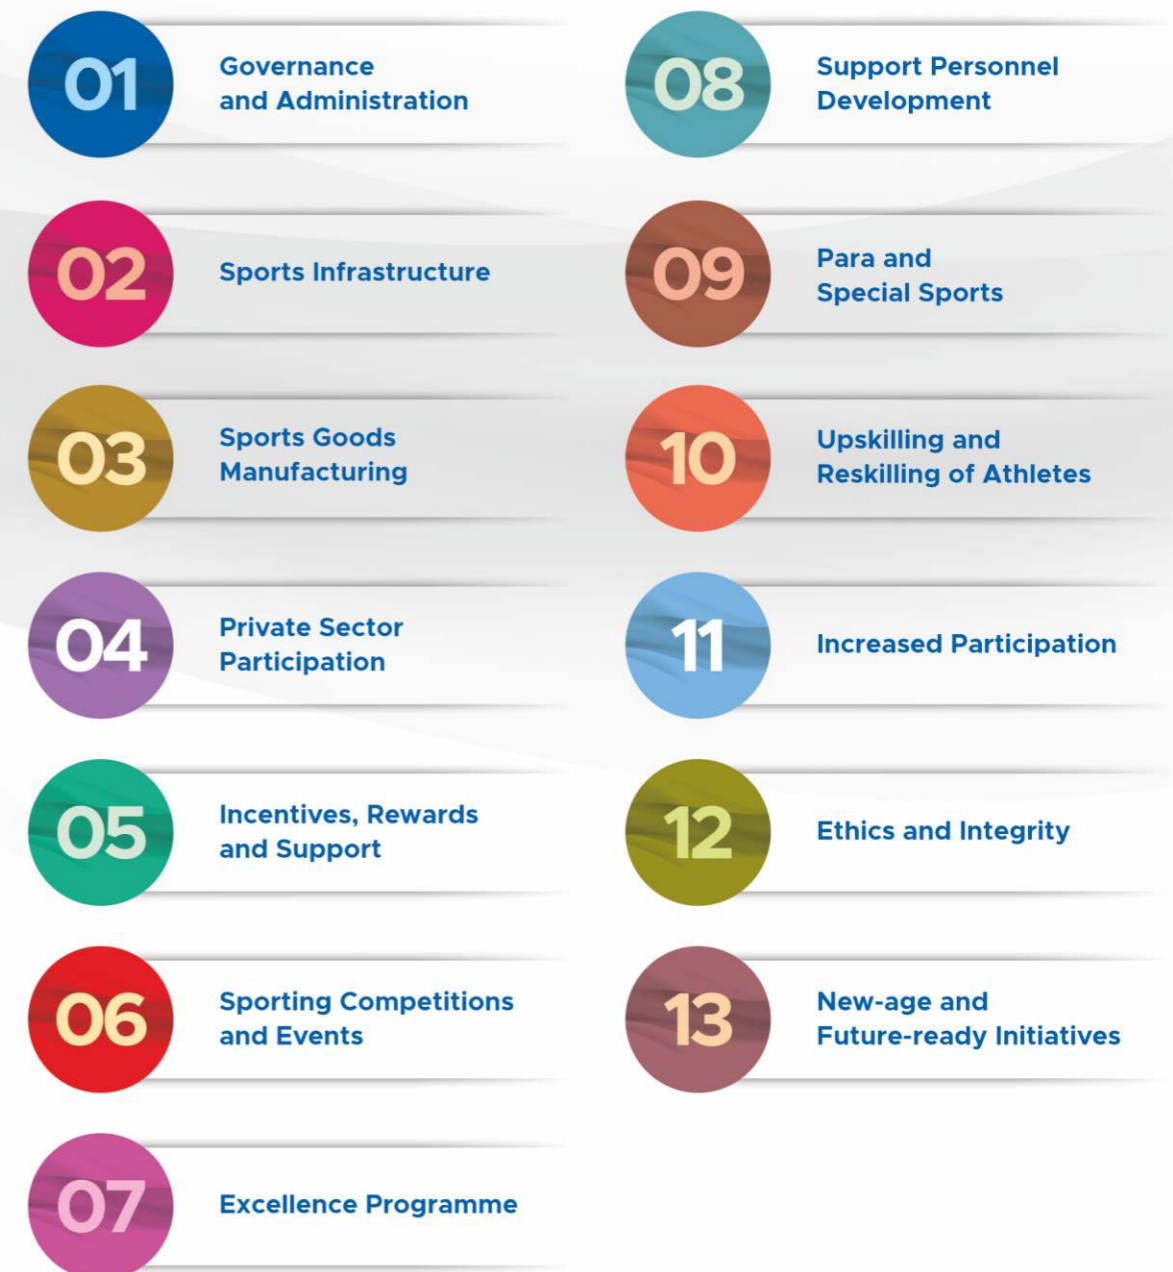 01
Governance
and Administration
02
Sports Infrastructure
03
Sports Goods
Manufacturing
04
Private Sector
Participation
05
Incentives, Rewards
and Support
06
Sporting Competitions
and Events
07
Excellence Programme
08
Support Personnel
Development
09
Para and
Special Sports
10
Upskilling and
Reskilling of Athletes
11
Increased Participation
12
Ethics and Integrity
13
New-age and
Future-ready Initiatives